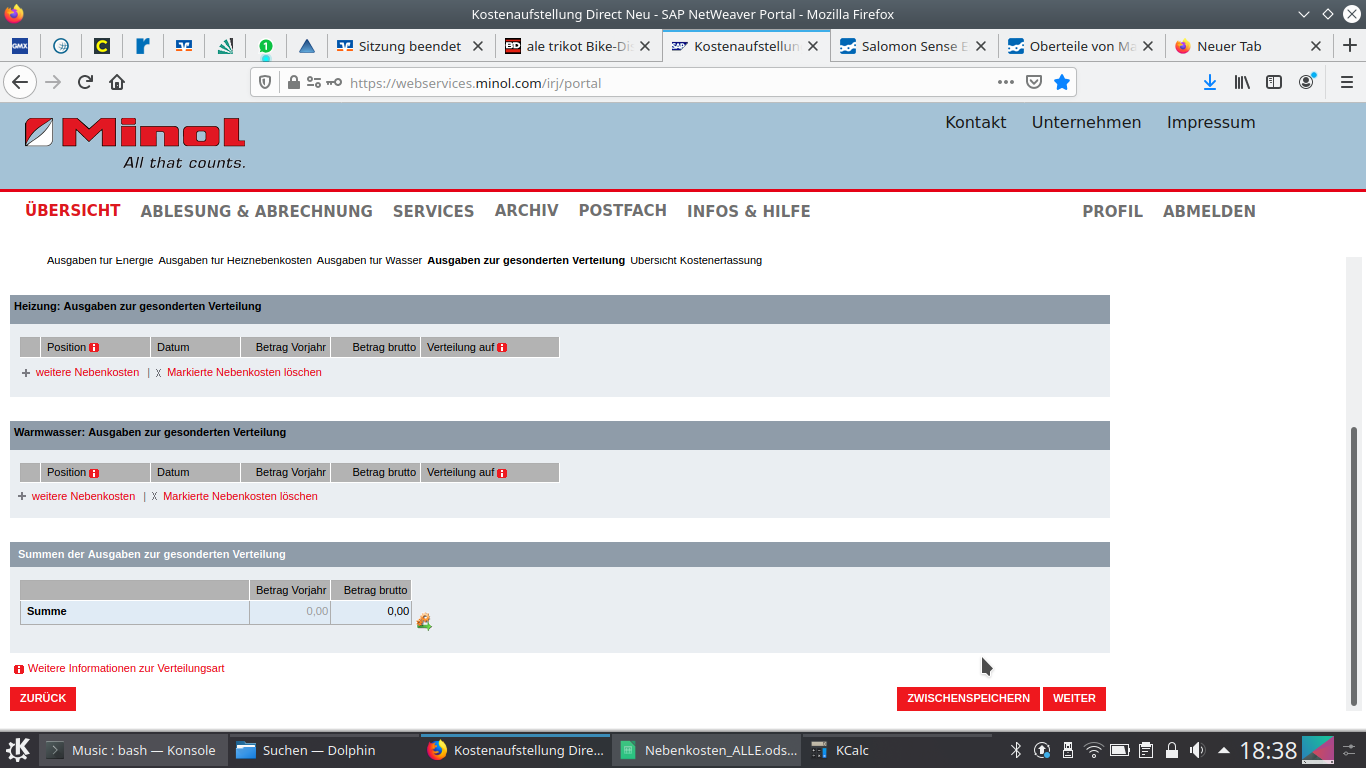 Kostenaufstellung Direct Neu - SAP NetWeaver Portal - Mozilla Firefox
GMX C r 1 Sitzung beendet BD ale trikot Bike-Dis SAP Kostenaufstellun Salomon Sense Oberteile von Ma Neuer Tab
https://webservices.minol.com/irj/portal
Minol
All that counts.
Kontakt Unternehmen Impressum
ÜBERSICHT ABLESUNG & ABRECHNUNG SERVICES ARCHIV POSTFACH INFOS & HILFE PROFIL ABMELDEN
Ausgaben für Energie Ausgaben für Heiznebenkosten Ausgaben für Wasser Ausgaben zur gesonderten Verteilung Übersicht Kostenerfassung
Heizung: Ausgaben zur gesonderten Verteilung
Position Datum Betrag Vorjahr Betrag brutto Verteilung auf
weitere Nebenkosten | Markierte Nebenkosten löschen
Warmwasser: Ausgaben zur gesonderten Verteilung
Position Datum Betrag Vorjahr Betrag brutto Verteilung auf
weitere Nebenkosten | Markierte Nebenkosten löschen
Summen der Ausgaben zur gesonderten Verteilung
Betrag Vorjahr Betrag brutto
Summe 0,00 0,00
Weitere Informationen zur Verteilungsart
ZURÜCK ZWISCHENSPEICHERN WEITER
Music : bash — Konsole Suchen — Dolphin Kostenaufstellung Dire... Nebenkosten_ALLE.ods... KCalc 18:38